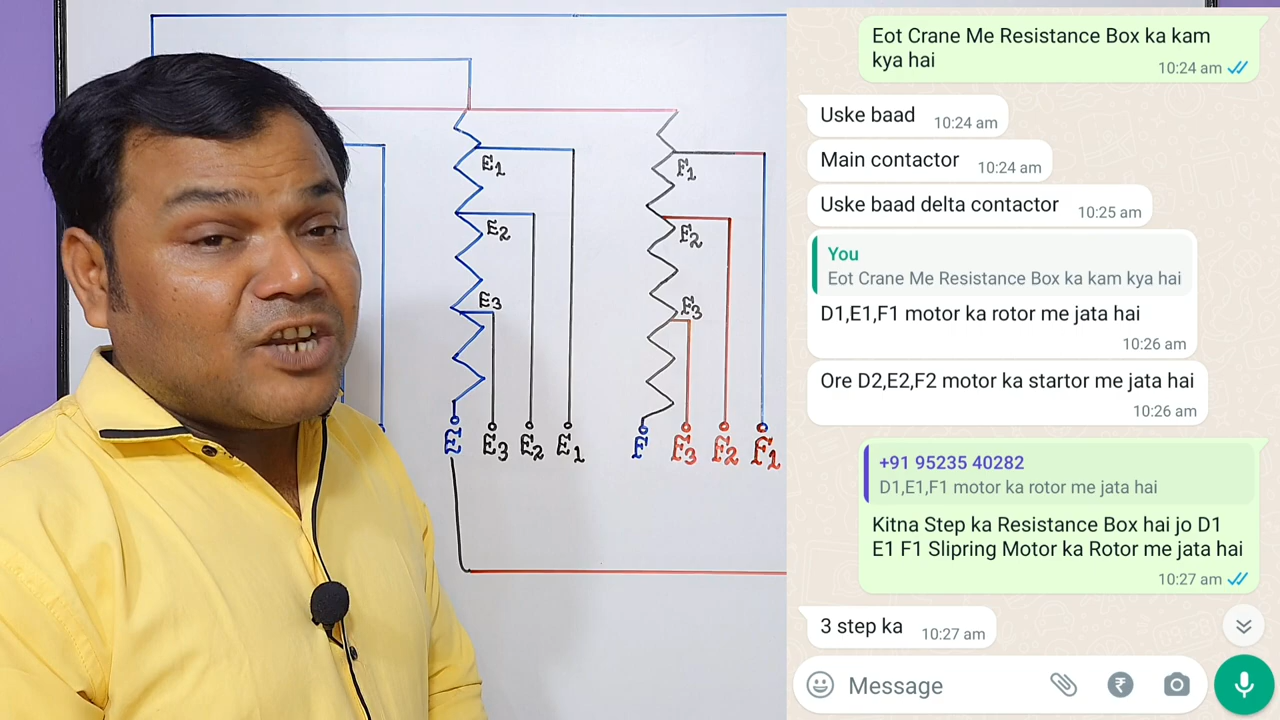 E1
E2
E3
E
E3
E2
E1
F1
F2
F3
F
F3
F2
F1
Eot Crane Me Resistance Box ka kam
kya hai
10:24 am
Uske baad 10:24 am
Main contactor 10:24 am
Uske baad delta contactor 10:25 am
You
Eot Crane Me Resistance Box ka kam kya hai
D1,E1,F1 motor ka rotor me jata hai
10:26 am
Ore D2,E2,F2 motor ka startor me jata hai
10:26 am
+91 95235 40282
D1,E1,F1 motor ka rotor me jata hai
Kitna Step ka Resistance Box hai jo D1
E1 F1 Slipring Motor ka Rotor me jata hai
10:27 am
3 step ka 10:27 am
Message